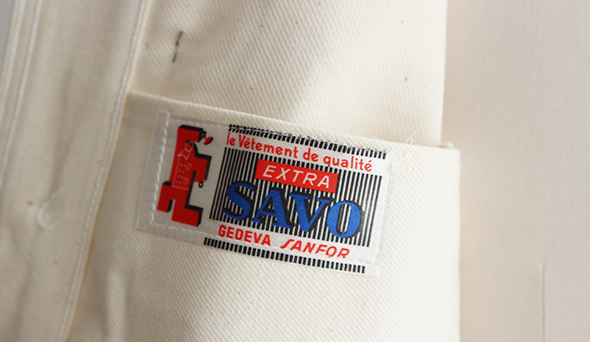 le Vêtement de qualité
EXTRA
SAVO
GEDEVA SANFOR